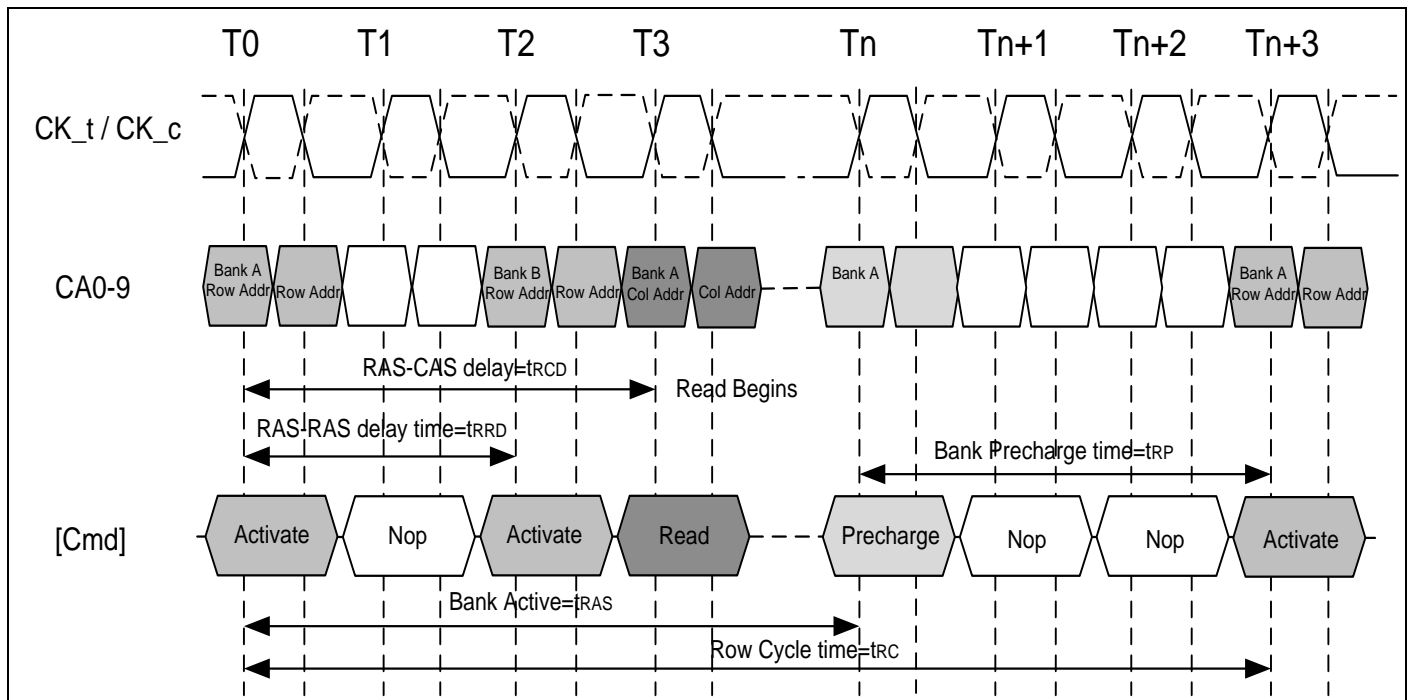 T0 T1 T2 T3 Tn Tn+1 Tn+2 Tn+3
CK_t / CK_c
CA0-9
Bank A
Row Addr
Row Addr
Bank B
Row Addr
Row Addr
Bank A
Col Addr
Col Addr
Bank A
Bank A
Row Addr
Row Addr
RAS-CAS delay=tRCD
Read Begins
RAS-RAS delay time=tRRD
Bank Precharge time=tRP
[Cmd]
Activate Nop Activate Read Precharge Nop Nop Activate
Bank Active=tRAS
Row Cycle time=tRC